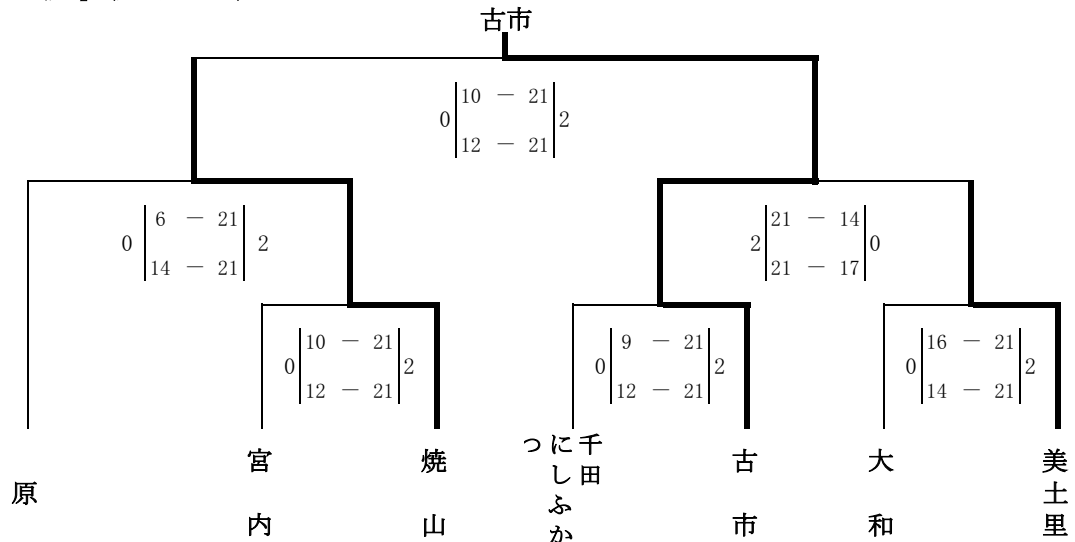 古市
0 10 － 21 2
12 － 21
0 6 － 21 2
14 － 21
2 21 － 14 0
21 － 17
0 10 － 21 2
12 － 21
0 9 － 21 2
12 － 21
0 16 － 21 2
14 － 21
原
宮内
焼山
千田
にしふか
つ
古市
大和
美土里